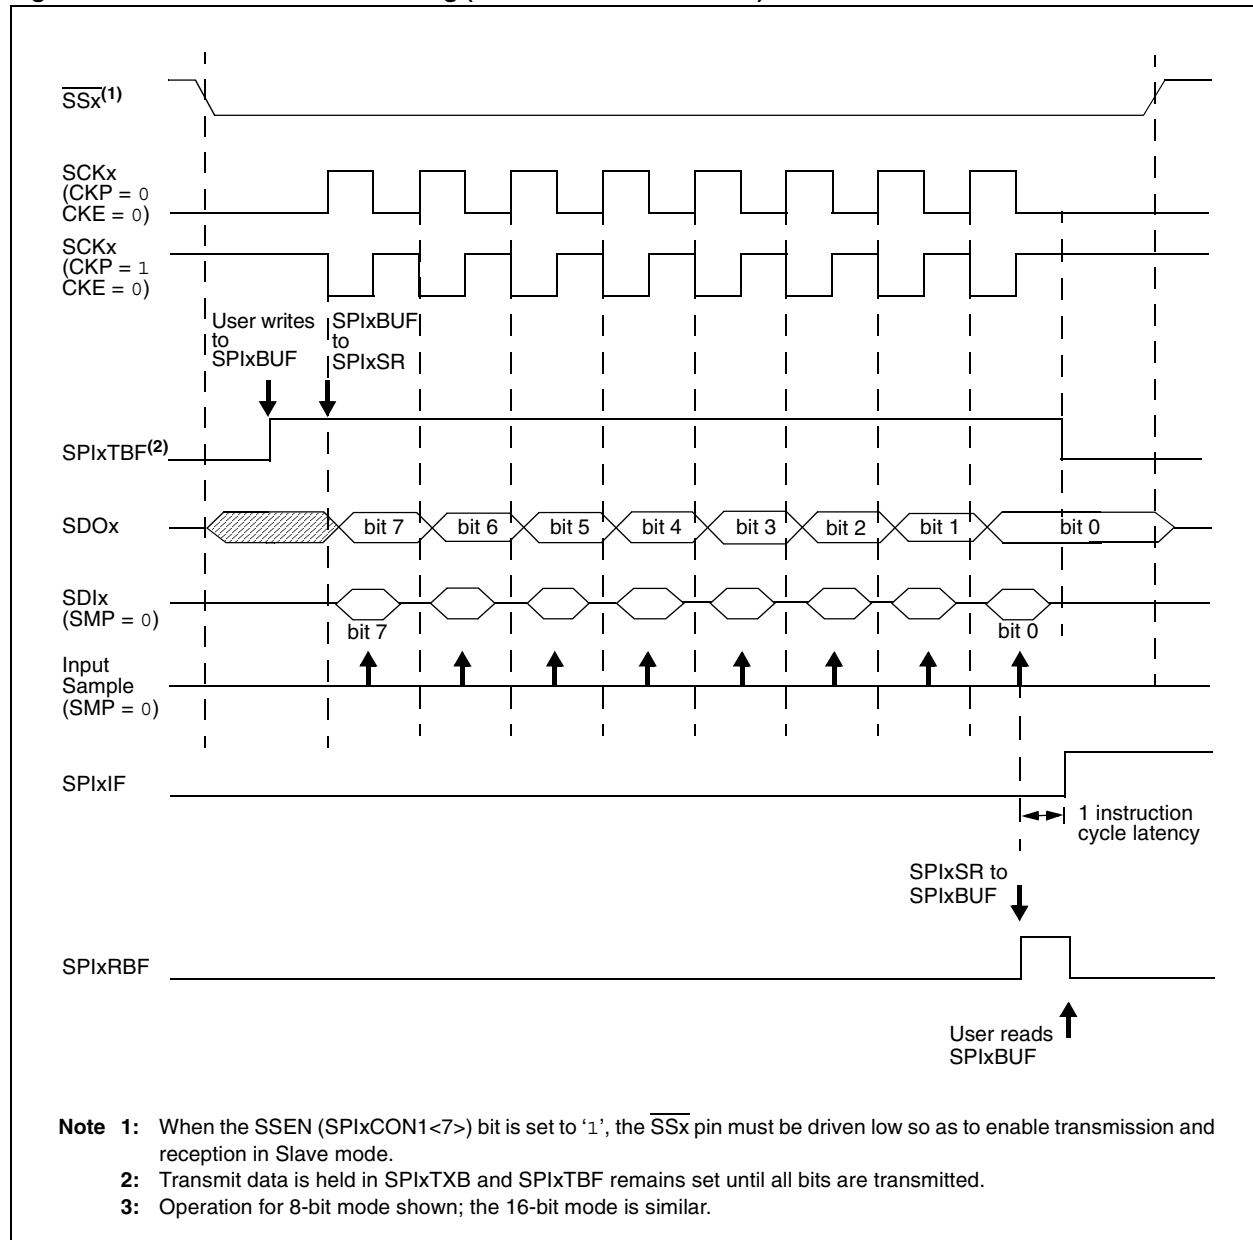 SSx(1)
SCKx
(CKP = 0
CKE = 0)
SCKx
(CKP = 1
CKE = 0)
User writes
to
SPIxBUF
SPIxBUF
to
SPIxSR
SPIxTBF(2)
SDOx
bit 7
bit 6
bit 5
bit 4
bit 3
bit 2
bit 1
bit 0
SDIx
(SMP = 0)
bit 7
bit 0
Input
Sample
(SMP = 0)
SPIxIF
1 instruction
cycle latency
SPIxSR to
SPIxBUF
SPIxRBF
User reads
SPIxBUF
Note 1: When the SSEN (SPIxCON1<7>) bit is set to ‘1’, the SSx pin must be driven low so as to enable transmission and
reception in Slave mode.
2: Transmit data is held in SPIxTXB and SPIxTBF remains set until all bits are transmitted.
3: Operation for 8-bit mode shown; the 16-bit mode is similar.